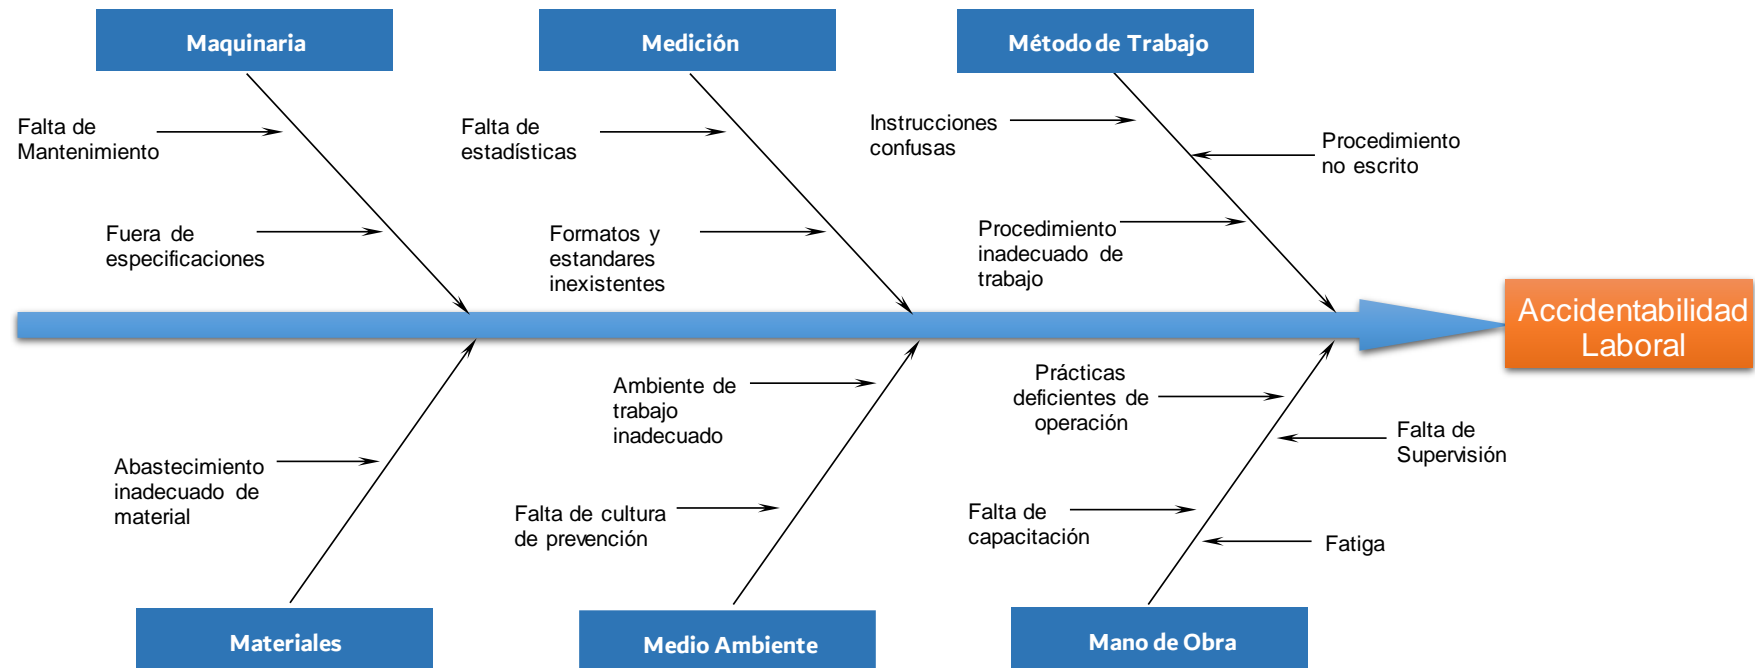 Maquinaria
Medición
Método de Trabajo
Falta de
Mantenimiento
Falta de
estadísticas
Instrucciones
confusas
Procedimiento
no escrito
Fuera de
especificaciones
Formatos y
estandares
inexistentes
Procedimiento
inadecuado de
trabajo
Accidentabilidad
Laboral
Ambiente de
trabajo
inadecuado
Prácticas
deficientes de
operación
Falta de
Supervisión
Abastecimiento
inadecuado de
material
Falta de cultura
de prevención
Falta de
capacitación
Fatiga
Materiales
Medio Ambiente
Mano de Obra